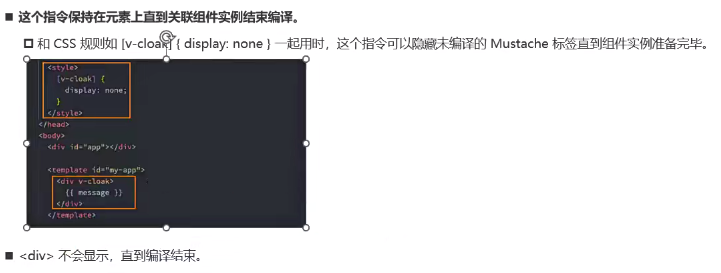 这个指令保持在元素上直到关联组件实例结束编译。
和 CSS 规则如 [v-cloak] { display: none } 一起用时，这个指令可以隐藏未编译的 Mustache 标签直到组件实例准备完毕。
<style>
[v-cloak] {
display: none;
}
</style>
</head>
<body>
<div id="app"></div>
<template id="my-app">
<div v-cloak>
{{ message }}
</div>
</template>
<div> 不会显示，直到编译结束。